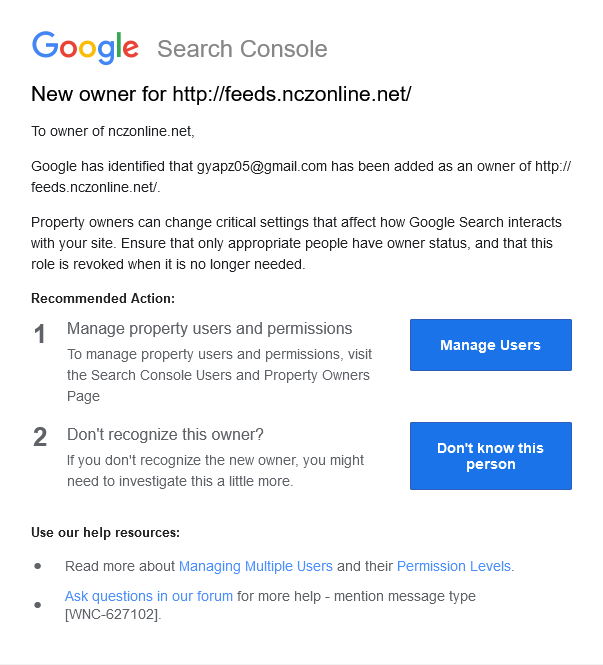 Google Search Console
New owner for http://feeds.nczonline.net/
To owner of nczonline.net,
Google has identified that gyapz05@gmail.com has been added as an owner of http://
feeds.nczonline.net/.
Property owners can change critical settings that affect how Google Search interacts
with your site. Ensure that only appropriate people have owner status, and that this
role is revoked when it is no longer needed.
Recommended Action:
1 Manage property users and permissions
To manage property users and permissions, visit
the Search Console Users and Property Owners
Page
Manage Users
2 Don't recognize this owner?
If you don't recognize the new owner, you might
need to investigate this a little more.
Don't know this
person
Use our help resources:
• Read more about Managing Multiple Users and their Permission Levels.
• Ask questions in our forum for more help - mention message type
[WNC-627102].